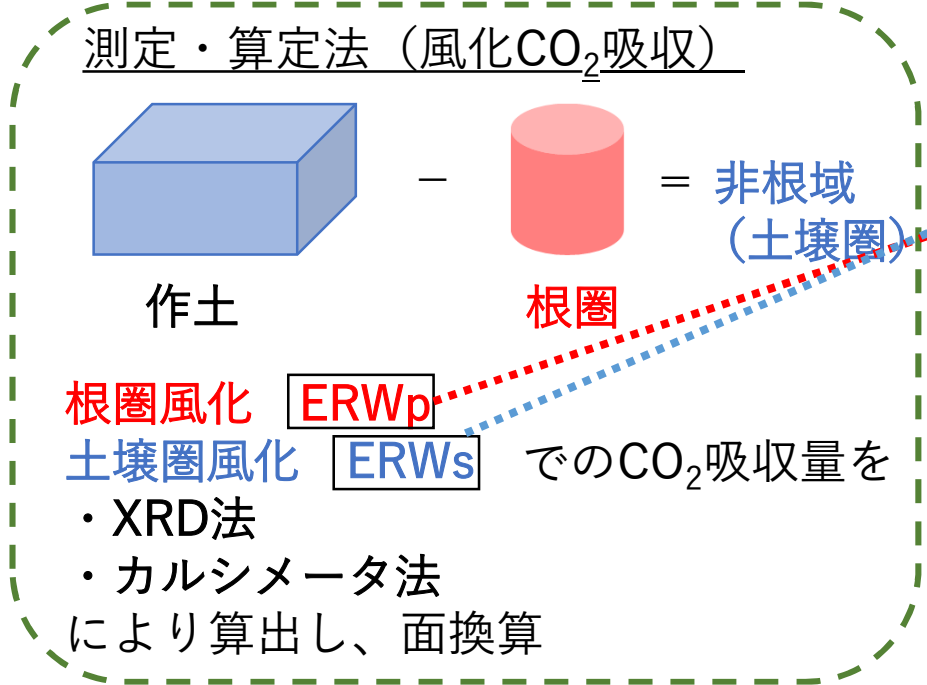 測定・算定法（風化CO₂吸収）
－ ＝ 非根域
（土壌圏）
作土 根圏
根圏風化 ERWp
土壌圏風化 ERWs でのCO₂吸収量を
・XRD法
・カルシメータ法
により算出し、面換算